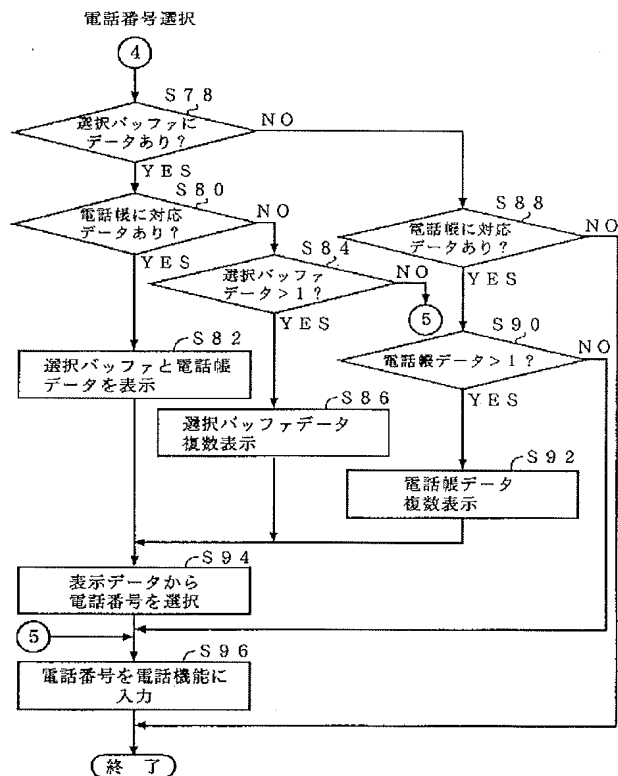 電話番号選択
④
S78
選択バッファに
データあり？
NO
YES
S80
電話帳に対応
データあり？
NO
YES
S88
電話帳に対応
データあり？
NO
YES
S84
選択バッファ
データ＞1？
NO
YES
⑤
S90
電話帳データ＞1？
NO
YES
S82
選択バッファと電話帳
データを表示
S86
選択バッファデータ
複数表示
S92
電話帳データ
複数表示
S94
表示データから
電話番号を選択
⑤
S96
電話番号を電話機能に
入力
終 了